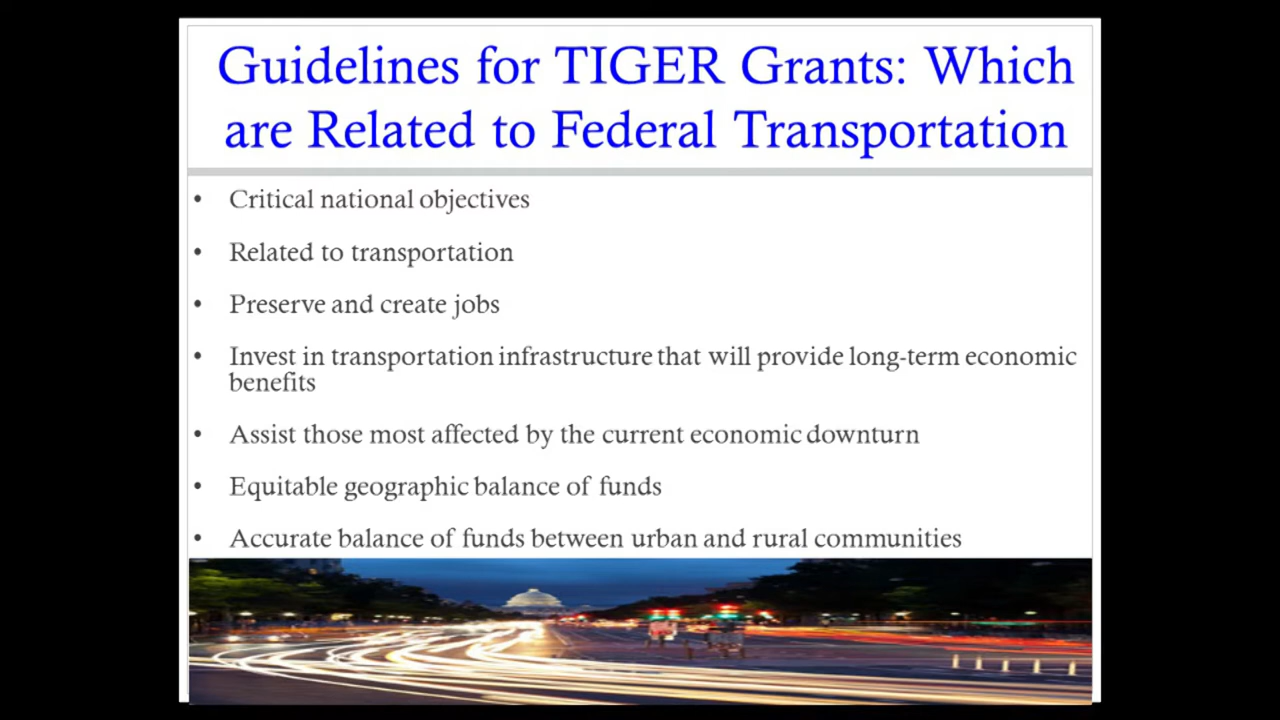 Guidelines for TIGER Grants: Which
are Related to Federal Transportation
• Critical national objectives
• Related to transportation
• Preserve and create jobs
• Invest in transportation infrastructure that will provide long-term economic
benefits
• Assist those most affected by the current economic downturn
• Equitable geographic balance of funds
• Accurate balance of funds between urban and rural communities